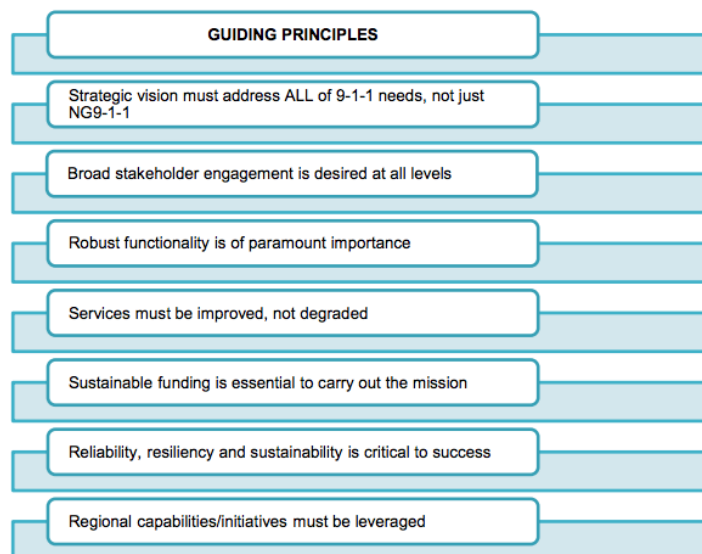 GUIDING PRINCIPLES
Strategic vision must address ALL of 9-1-1 needs, not just
NG9-1-1
Broad stakeholder engagement is desired at all levels
Robust functionality is of paramount importance
Services must be improved, not degraded
Sustainable funding is essential to carry out the mission
Reliability, resiliency and sustainability is critical to success
Regional capabilities/initiatives must be leveraged